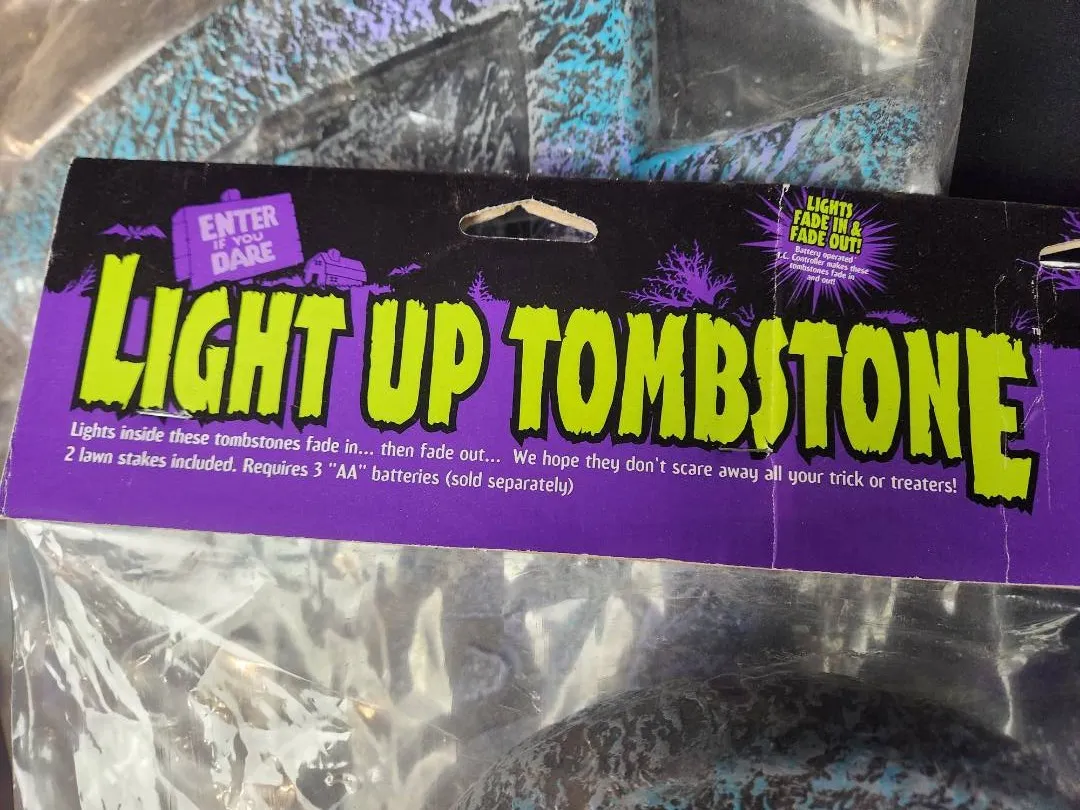 ENTER
IF YOU
DARE
LIGHTS
FADE IN &
FADE OUT!
Battery operated
I.C. Controller makes these
tombstones fade in
and out!
LIGHT UP TOMBSTONE
TM
Lights inside these tombstones fade in... then fade out... We hope they don't scare away all your trick or treaters!
2 lawn stakes included. Requires 3 "AA" batteries (sold separately)